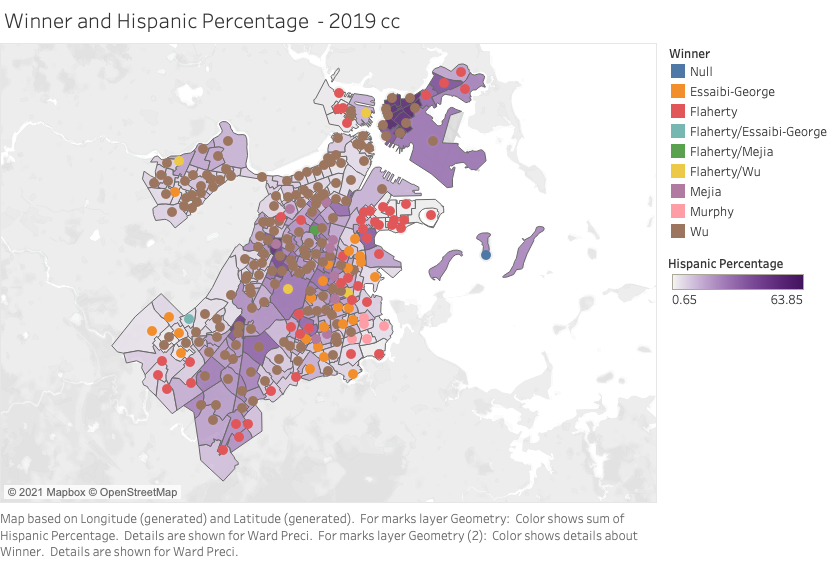 Winner and Hispanic Percentage - 2019 cc
Winner
Null
Essaibi-George
Flaherty
Flaherty/Essaibi-George
Flaherty/Mejia
Flaherty/Wu
Mejia
Murphy
Wu
Hispanic Percentage
0.65 63.85
© 2021 Mapbox © OpenStreetMap
Map based on Longitude (generated) and Latitude (generated). For marks layer Geometry: Color shows sum of
Hispanic Percentage. Details are shown for Ward Preci. For marks layer Geometry (2): Color shows details about
Winner. Details are shown for Ward Preci.